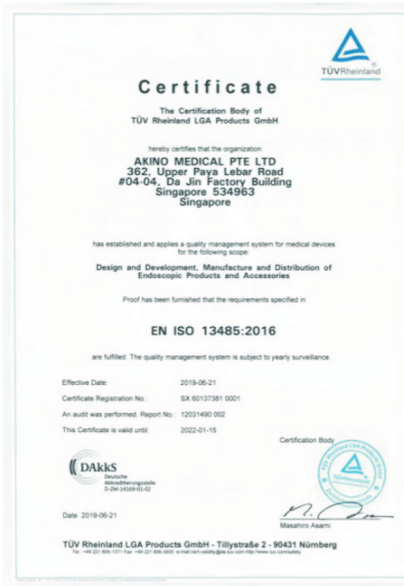 TÜVRheinland
Certificate
The Certification Body of
TÜV Rheinland LGA Products GmbH
hereby certifies that the organization
AKINO MEDICAL PTE LTD
362, Upper Paya Lebar Road
#04-04, Da Jin Factory Building
Singapore 534963
Singapore
has established and applies a quality management system for medical devices
for the following scope:
Design and Development, Manufacture and Distribution of
Endoscopic Products and Accessories
Proof has been furnished that the requirements specified in
EN ISO 13485:2016
are fulfilled. The quality management system is subject to yearly surveillance.
Effective Date: 2019-06-21
Certificate Registration No.: SX 60137381 0001
An audit was performed. Report No.: 12031490 002
This Certificate is valid until: 2022-01-15
Certification Body
DAkkS
Deutsche
Akkreditierungsstelle
D-ZM-14169-01-02
Date 2019-06-21
Masahiro Asami
TÜV Rheinland LGA Products GmbH - Tillystraße 2 - 90431 Nürnberg